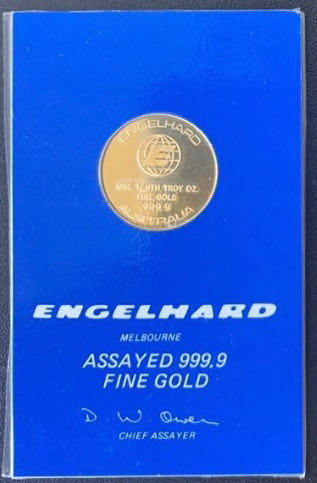 ENGELHARD
E
ONE TENTH TROY OZ.
FINE GOLD
999·9
AUSTRALIA
ENGELHARD
MELBOURNE
ASSAYED 999.9
FINE GOLD
D. W. Owen
CHIEF ASSAYER